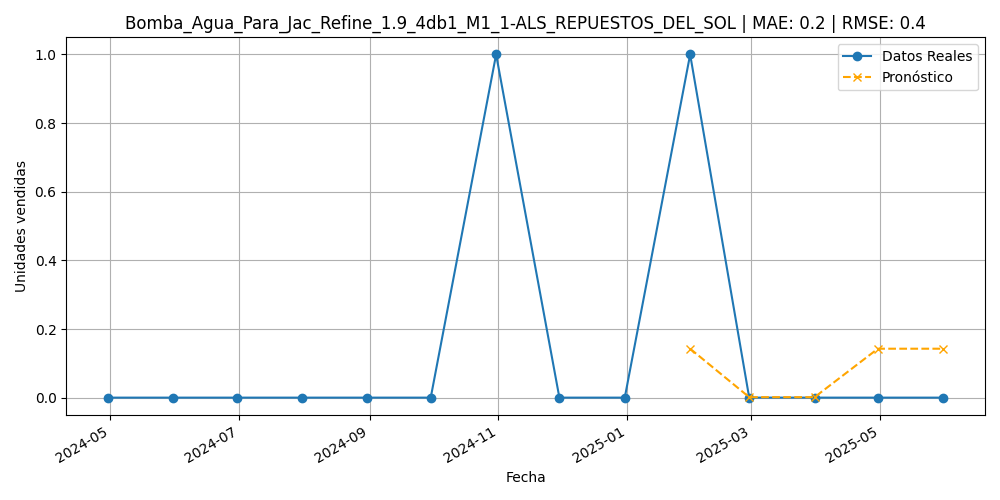 Bomba_Agua_Para_Jac_Refine_1.9_4db1_M1_1-ALS_REPUESTOS_DEL_SOL | MAE: 0.2 | RMSE: 0.4
Datos Reales
Pronóstico
Unidades vendidas
1.0
0.8
0.6
0.4
0.2
0.0
2024-05
2024-07
2024-09
2024-11
2025-01
2025-03
2025-05
Fecha